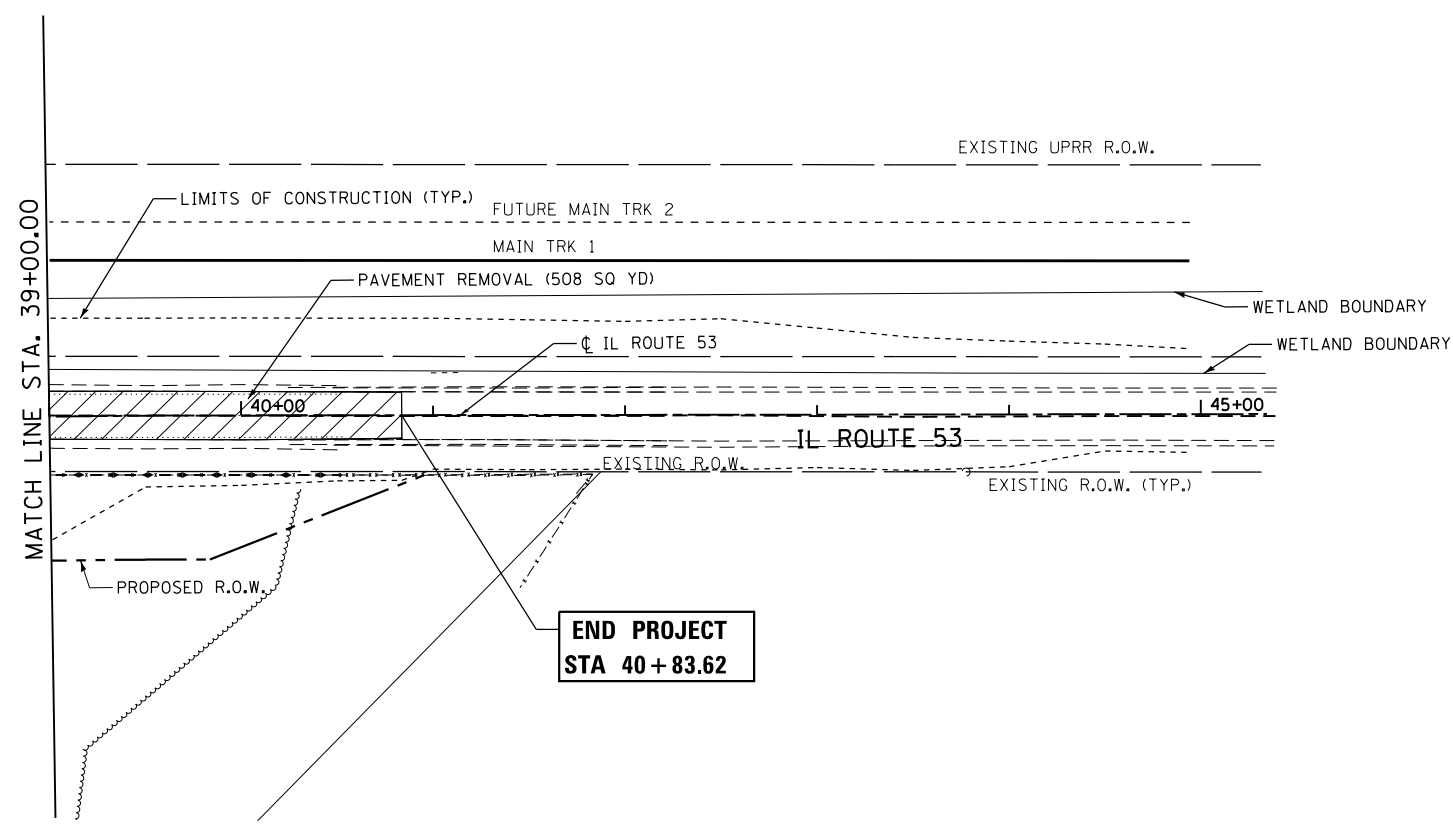 EXISTING UPRR R.O.W.
LIMITS OF CONSTRUCTION (TYP.)
FUTURE MAIN TRK 2
MAIN TRK 1
PAVEMENT REMOVAL (508 SQ YD)
WETLAND BOUNDARY
℄ IL ROUTE 53
WETLAND BOUNDARY
MATCH LINE STA. 39+00.00
40+00
45+00
IL ROUTE 53
EXISTING R.O.W.
EXISTING R.O.W. (TYP.)
PROPOSED R.O.W.
END PROJECT
STA 40+83.62